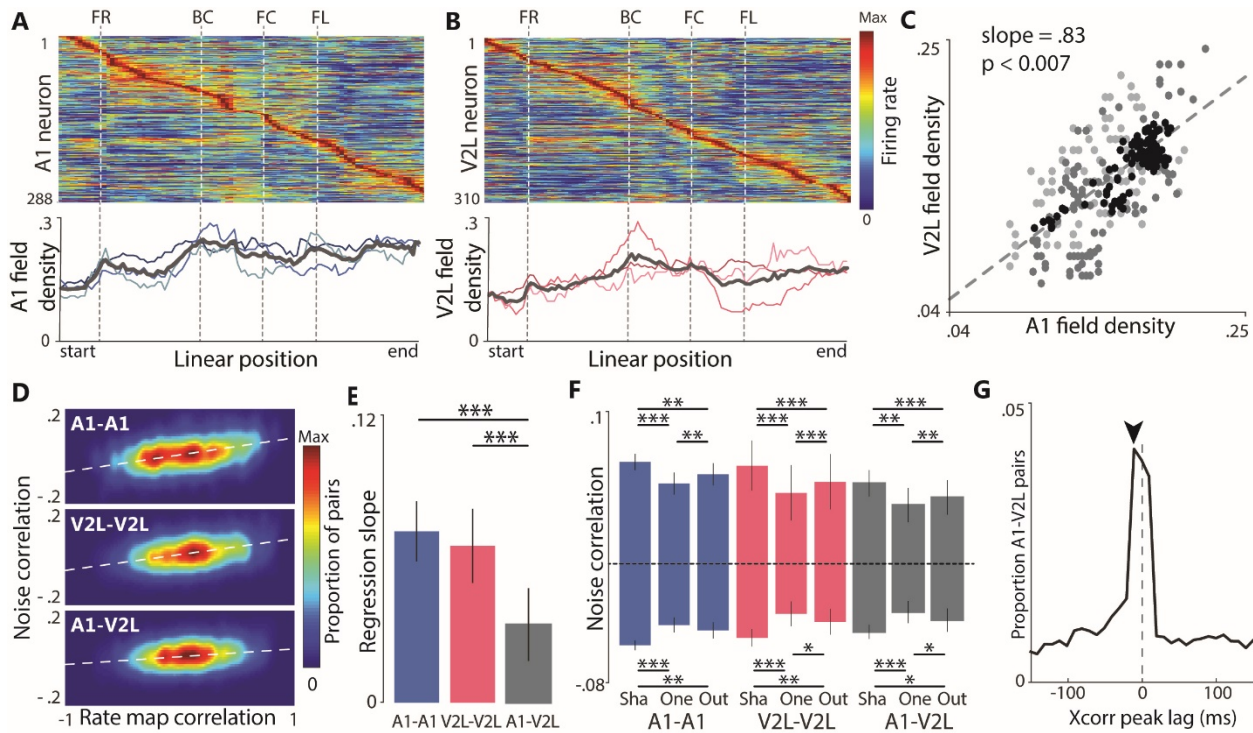 A
FR BC FC FL
1
A1 neuron
288
.3
A1 field
density
0
start Linear position end
B
FR BC FC FL
1
V2L neuron
310
Max
Firing rate
0
.3
V2L field
density
0
start Linear position end
C
.25
slope = .83
p < 0.007
V2L field density
.04
.04 A1 field density .25
D
.2
A1-A1
-.2
.2
V2L-V2L
-.2
.2
A1-V2L
-.2
Noise correlation
-1 Rate map correlation 1
Max
Proportion of pairs
0
E
.12
***
***
Regression slope
0
A1-A1 V2L-V2L A1-V2L
F
.1
** *** ***
*** *** **
** *** **
Noise correlation
-.08
* *
*** *** ***
** ** *
Sha One Out Sha One Out Sha One Out
A1-A1 V2L-V2L A1-V2L
G
.05
Proportion A1-V2L pairs
0
-100 0 100
Xcorr peak lag (ms)